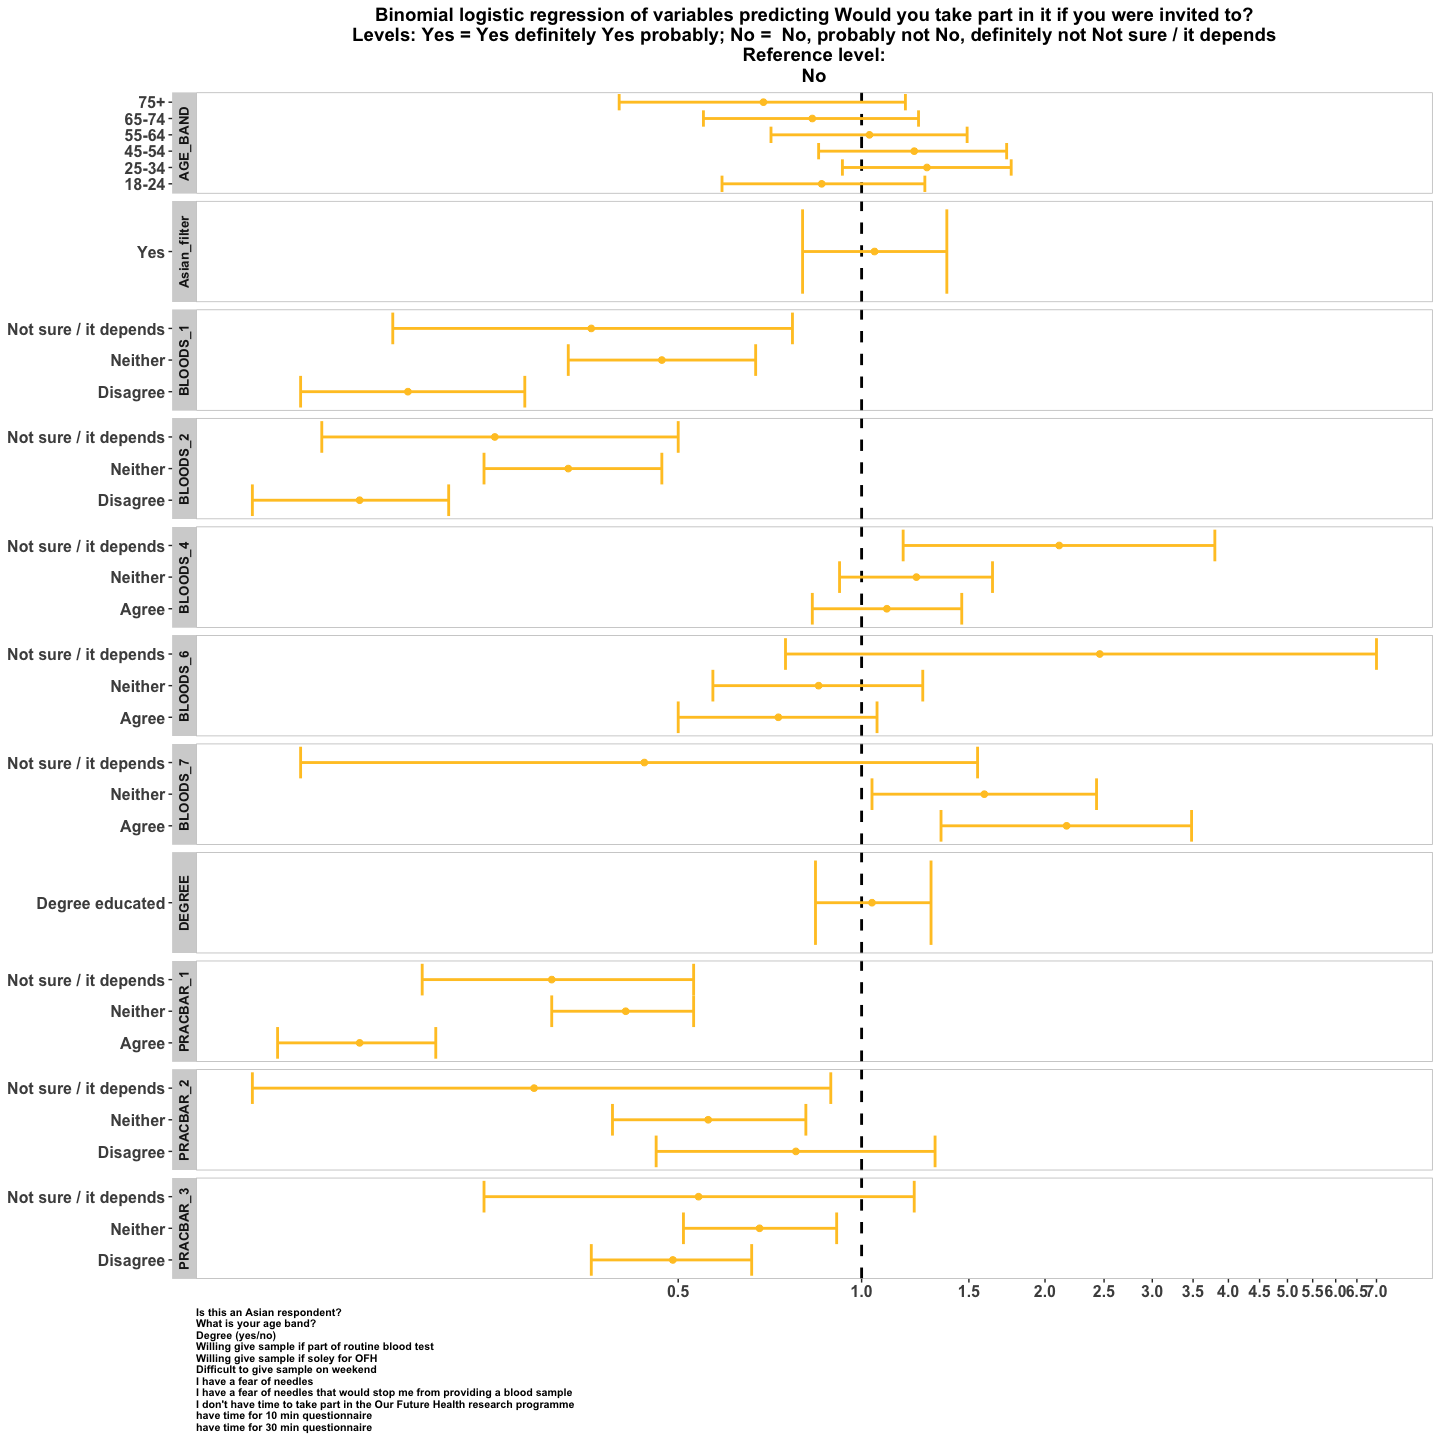 Binomial logistic regression of variables predicting Would you take part in it if you were invited to?
Levels: Yes = Yes definitely Yes probably; No =  No, probably not No, definitely not Not sure / it depends
Reference level:
No
AGE_BAND
75+
65-74
55-64
45-54
25-34
18-24
Asian_filter
Yes
BLOODS_1
Not sure / it depends
Neither
Disagree
BLOODS_2
Not sure / it depends
Neither
Disagree
BLOODS_4
Not sure / it depends
Neither
Agree
BLOODS_6
Not sure / it depends
Neither
Agree
BLOODS_7
Not sure / it depends
Neither
Agree
DEGREE
Degree educated
PRACBAR_1
Not sure / it depends
Neither
Agree
PRACBAR_2
Not sure / it depends
Neither
Disagree
PRACBAR_3
Not sure / it depends
Neither
Disagree
0.5 1.0 1.5 2.0 2.5 3.0 3.5 4.0 4.5 5.0 5.5 6.0 6.5 7.0
Is this an Asian respondent?
What is your age band?
Degree (yes/no)
Willing give sample if part of routine blood test
Willing give sample if soley for OFH
Difficult to give sample on weekend
I have a fear of needles
I have a fear of needles that would stop me from providing a blood sample
I don't have time to take part in the Our Future Health research programme
have time for 10 min questionnaire
have time for 30 min questionnaire